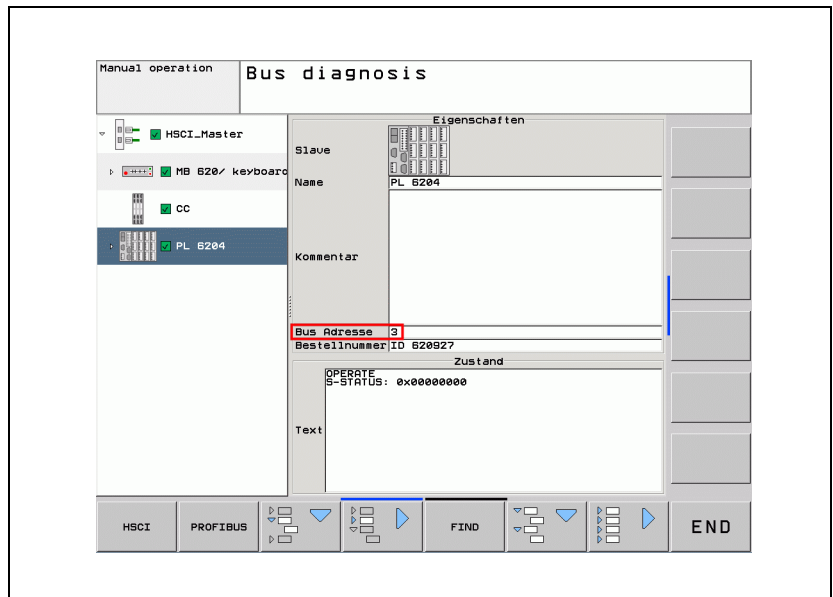 Manual operation
Bus diagnosis
HSCI_Master
MB 620/ keyboard
CC
PL 6204
Eigenschaften
Slave
Name
PL 6204
Kommentar
Bus Adresse
3
Bestellnummer
ID 620927
Zustand
Text
OPERATE
S-STATUS: 0x00000000
HSCI
PROFIBUS
FIND
END